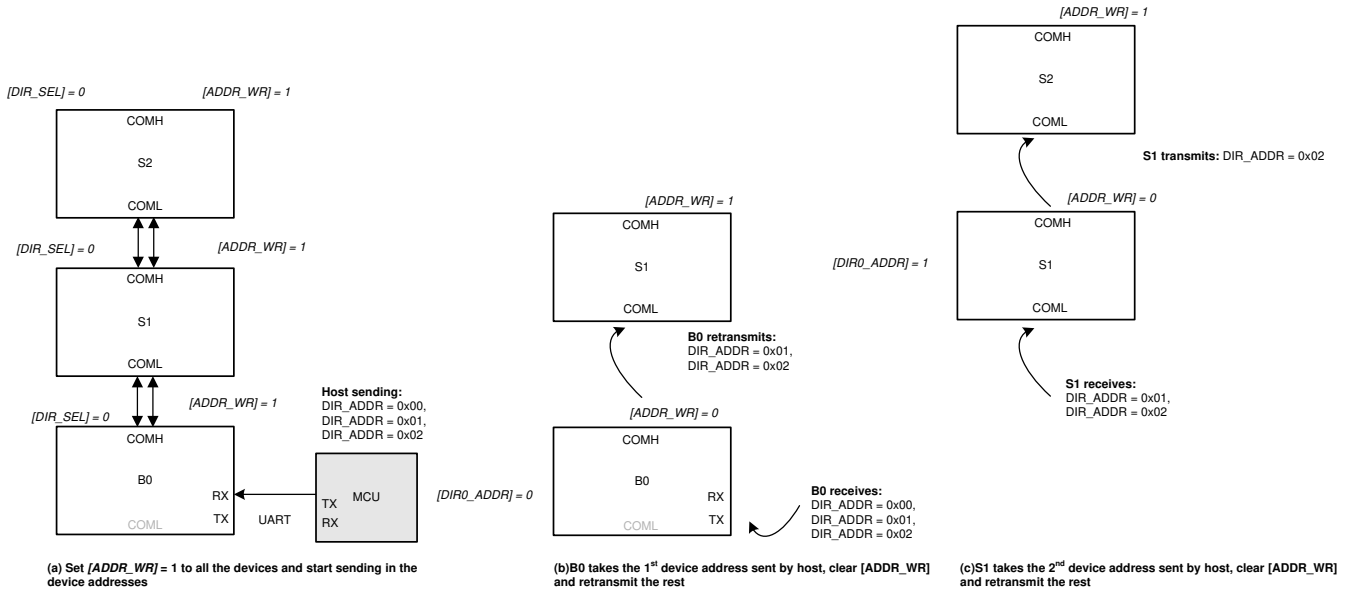 [DIR_SEL] = 0
[ADDR_WR] = 1
COMH
S2
COML
[DIR_SEL] = 0
[ADDR_WR] = 1
COMH
S1
COML
[DIR_SEL] = 0
[ADDR_WR] = 1
COMH
B0
RX
TX
COML
UART
Host sending:
DIR_ADDR = 0x00,
DIR_ADDR = 0x01,
DIR_ADDR = 0x02
MCU
TX
RX
(a) Set [ADDR_WR] = 1 to all the devices and start sending in the
device addresses
[ADDR_WR] = 1
COMH
S1
COML
B0 retransmits:
DIR_ADDR = 0x01,
DIR_ADDR = 0x02
[ADDR_WR] = 0
[DIR0_ADDR] = 0
COMH
B0
RX
TX
COML
B0 receives:
DIR_ADDR = 0x00,
DIR_ADDR = 0x01,
DIR_ADDR = 0x02
(b)B0 takes the 1st device address sent by host, clear [ADDR_WR]
and retransmit the rest
[ADDR_WR] = 1
COMH
S2
COML
S1 transmits: DIR_ADDR = 0x02
[ADDR_WR] = 0
[DIR0_ADDR] = 1
COMH
S1
COML
S1 receives:
DIR_ADDR = 0x01,
DIR_ADDR = 0x02
(c)S1 takes the 2nd device address sent by host, clear [ADDR_WR]
and retransmit the rest